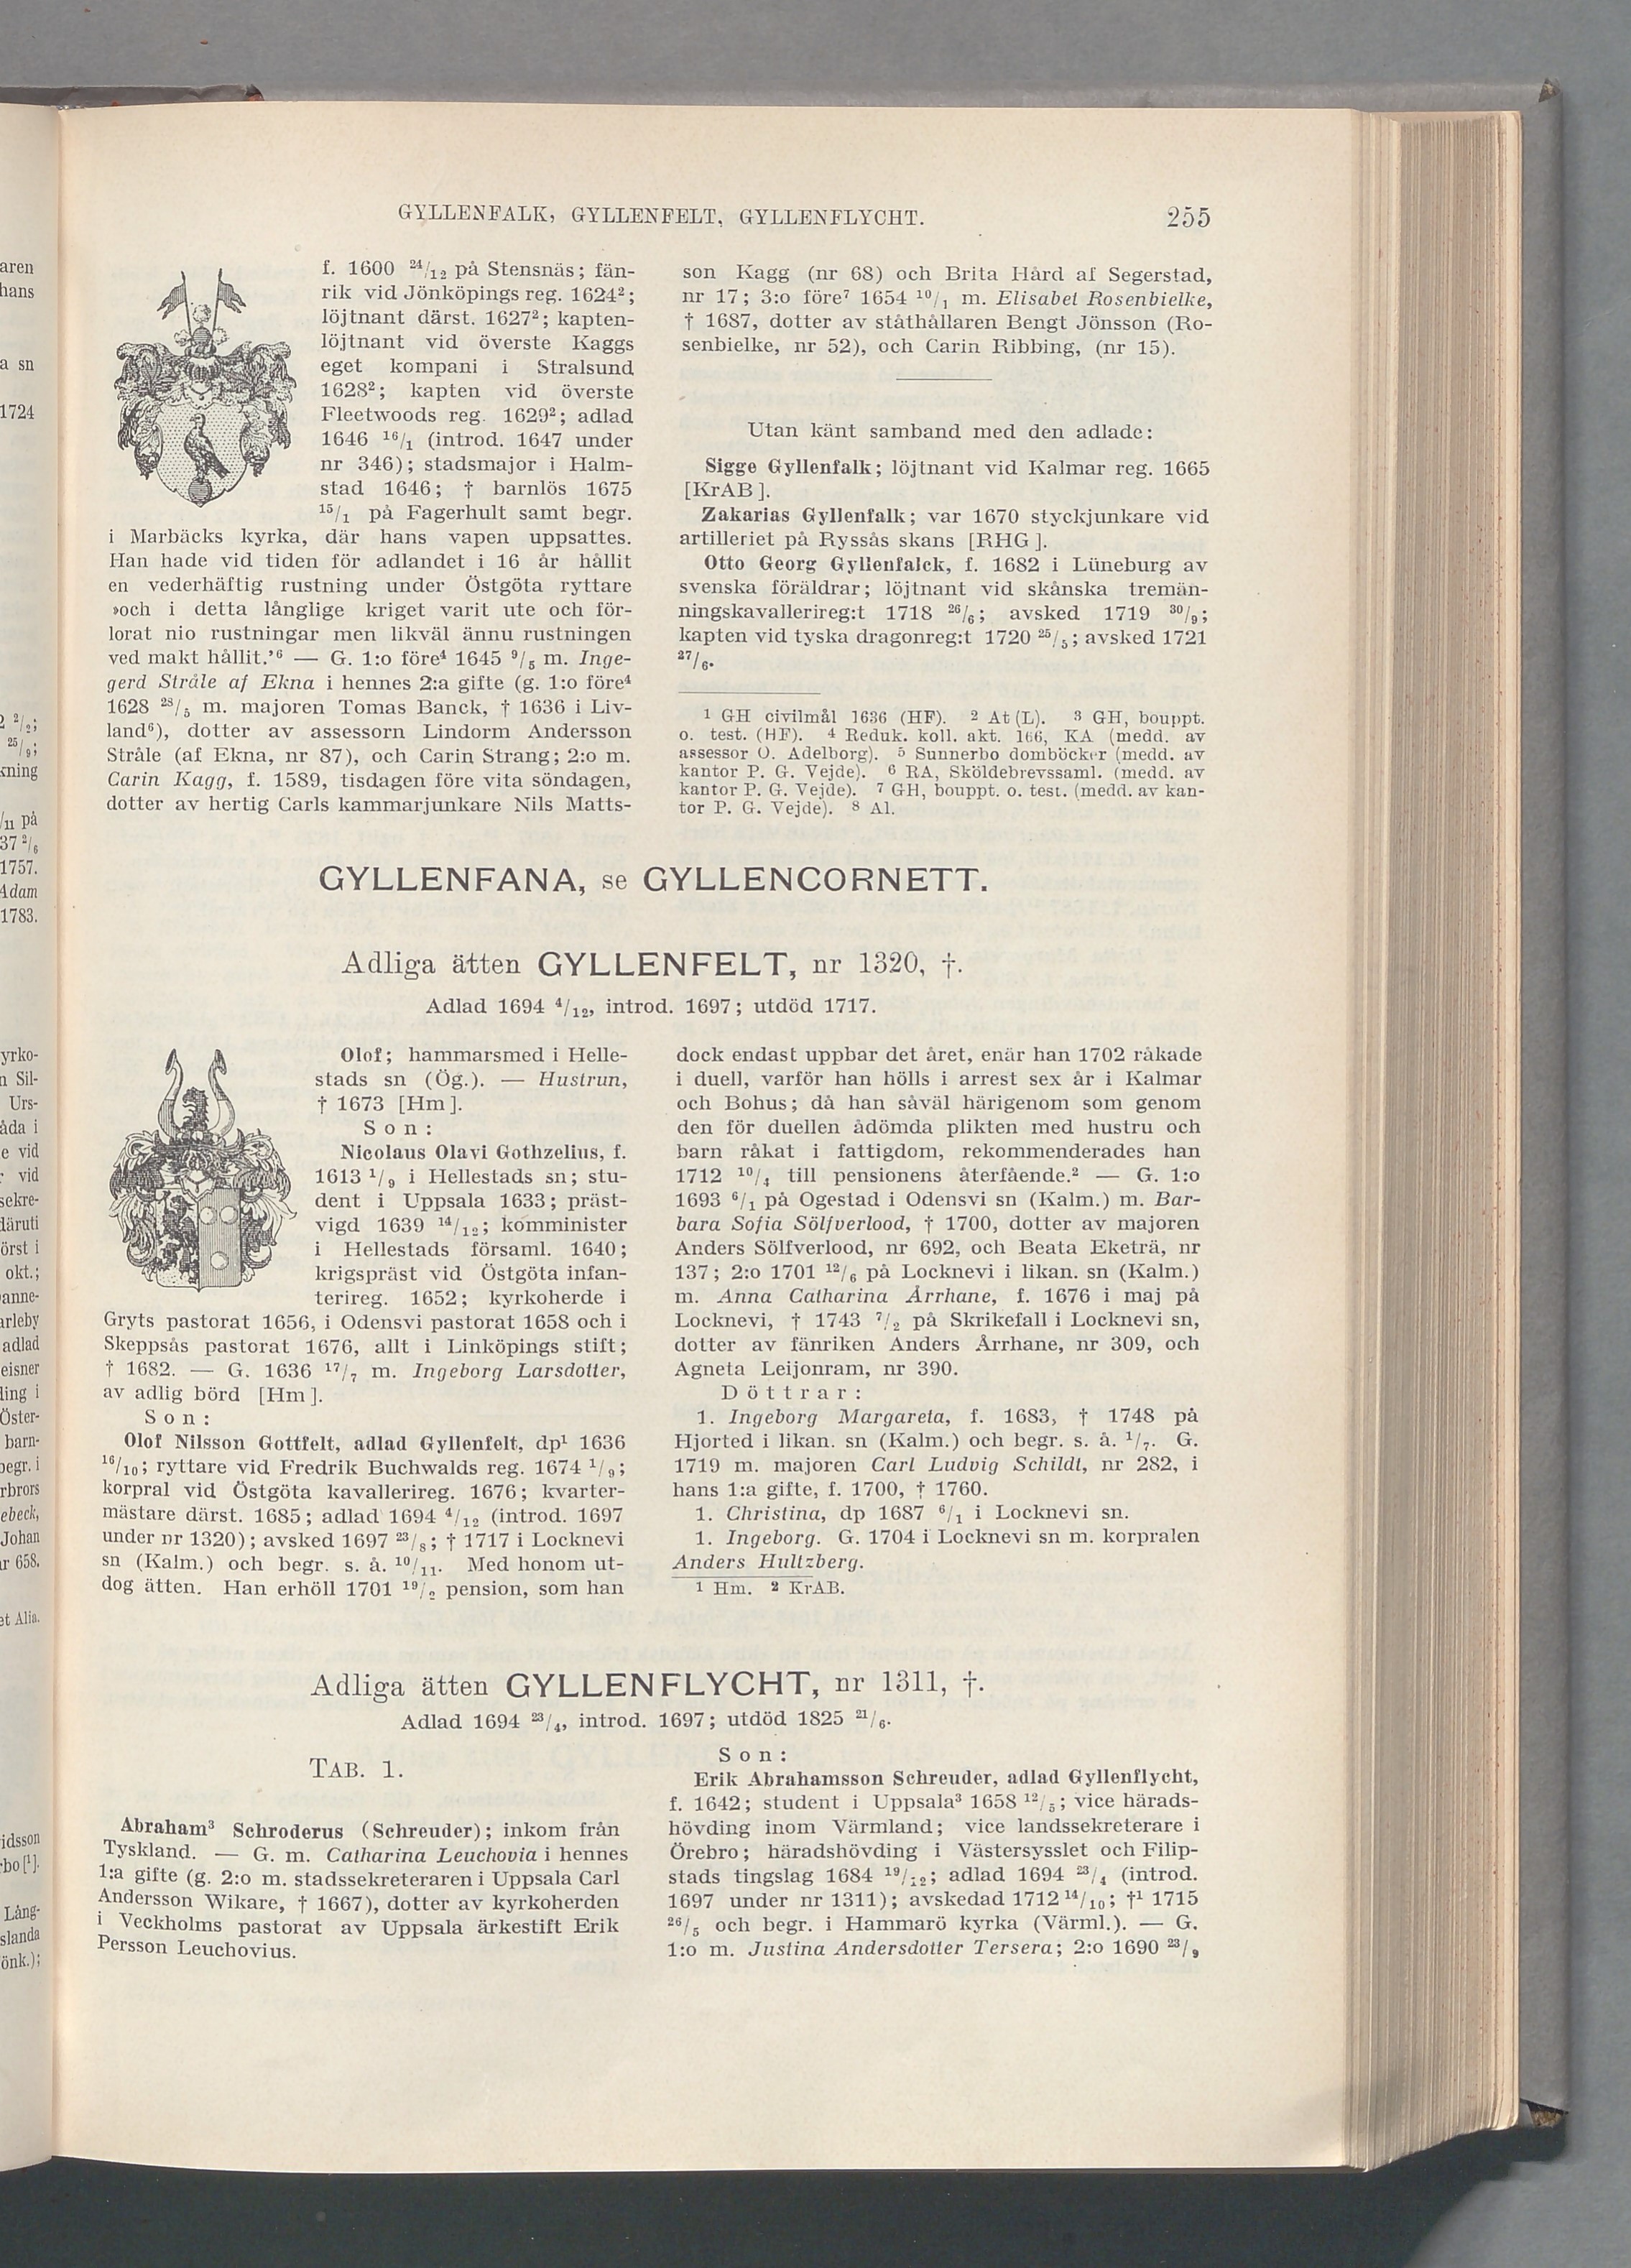 GYLLENFALK, GYLLENFELT, GYLLENFLYCHT. 255
f. 1600 24/12 på Stensnäs; fän-
rik vid Jönköpings reg. 1624²;
löjtnant därst. 1627²; kapten-
löjtnant vid överste Kaggs
eget kompani i Stralsund
1628²; kapten vid överste
Fleetwoods reg. 1629²; adlad
1646 16/1 (introd. 1647 under
nr 346); stadsmajor i Halm-
stad 1646; † barnlös 1675
15/1 på Fagerhult samt begr.
i Marbäcks kyrka, där hans vapen uppsattes.
Han hade vid tiden för adlandet i 16 år hållit
en vederhäftig rustning under Östgöta ryttare
»och i detta långlige kriget varit ute och för-
lorat nio rustningar men likväl ännu rustningen
ved makt hållit.’⁶ — G. 1:o före⁴ 1645 9/5 m. Inge-
gerd Stråle af Ekna i hennes 2:a gifte (g. 1:o före⁴
1628 28/5 m. majoren Tomas Banck, † 1636 i Liv-
land⁶), dotter av assessorn Lindorm Andersson
Stråle (af Ekna, nr 87), och Carin Strang; 2:o m.
Carin Kagg, f. 1589, tisdagen före vita söndagen,
dotter av hertig Carls kammarjunkare Nils Matts-
son Kagg (nr 68) och Brita Hård af Segerstad,
nr 17; 3:o före⁷ 1654 10/1 m. Elisabet Rosenbielke,
† 1687, dotter av ståthållaren Bengt Jönsson (Ro-
senbielke, nr 52), och Carin Ribbing, (nr 15).
Utan känt samband med den adlade:
Sigge Gyllenfalk; löjtnant vid Kalmar reg. 1665
[KrAB].
Zakarias Gyllenfalk; var 1670 styckjunkare vid
artilleriet på Ryssås skans [RHG].
Otto Georg Gyllenfalck, f. 1682 i Lüneburg av
svenska föräldrar; löjtnant vid skånska tremän-
ningskavallerireg:t 1718 26/6; avsked 1719 30/9;
kapten vid tyska dragonreg:t 1720 25/5; avsked 1721
27/6.
¹ GH civilmål 1636 (HF). ² At (L). ³ GH, bouppt.
o. test. (HF). ⁴ Reduk. koll. akt. 166, KA (medd. av
assessor O. Adelborg). ⁵ Sunnerbo domböcker (medd. av
kantor P. G. Vejde). ⁶ RA, Sköldebrevssaml. (medd. av
kantor P. G. Vejde). ⁷ GH, bouppt. o. test. (medd. av kan-
tor P. G. Vejde). ⁸ Al.
GYLLENFANA, se GYLLENCORNETT.
Adliga ätten GYLLENFELT, nr 1320, †.
Adlad 1694 4/12, introd. 1697; utdöd 1717.
Olof; hammarsmed i Helle-
stads sn (Ög.). — Hustrun,
† 1673 [Hm].
Son:
Nicolaus Olavi Gothzelius, f.
1613 1/9 i Hellestads sn; stu-
dent i Uppsala 1633; präst-
vigd 1639 14/12; komminister
i Hellestads församl. 1640;
krigspräst vid Östgöta infan-
terireg. 1652; kyrkoherde i
Gryts pastorat 1656, i Odensvi pastorat 1658 och i
Skeppsås pastorat 1676, allt i Linköpings stift;
† 1682. — G. 1636 17/7 m. Ingeborg Larsdotter,
av adlig börd [Hm].
Son:
Olof Nilsson Gottfelt, adlad Gyllenfelt, dp¹ 1636
16/10; ryttare vid Fredrik Buchwalds reg. 1674 1/9;
korpral vid Östgöta kavallerireg. 1676; kvarter-
mästare därst. 1685; adlad 1694 4/12 (introd. 1697
under nr 1320); avsked 1697 23/8; † 1717 i Locknevi
sn (Kalm.) och begr. s. å. 10/11. Med honom ut-
dog ätten. Han erhöll 1701 19/2 pension, som han
dock endast uppbar det året, enär han 1702 råkade
i duell, varför han hölls i arrest sex år i Kalmar
och Bohus; då han såväl härigenom som genom
den för duellen ådömda plikten med hustru och
barn råkat i fattigdom, rekommenderades han
1712 10/4 till pensionens återfående.² — G. 1:o
1693 6/1 på Ogestad i Odensvi sn (Kalm.) m. Bar-
bara Sofia Sölfverlood, † 1700, dotter av majoren
Anders Sölfverlood, nr 692, och Beata Eketrä, nr
137; 2:o 1701 12/6 på Locknevi i likan. sn (Kalm.)
m. Anna Catharina Årrhane, f. 1676 i maj på
Locknevi, † 1743 7/2 på Skrikefall i Locknevi sn,
dotter av fänriken Anders Årrhane, nr 309, och
Agneta Leijonram, nr 390.
Döttrar:
1. Ingeborg Margareta, f. 1683, † 1748 på
Hjorted i likan. sn (Kalm.) och begr. s. å. 1/7. G.
1719 m. majoren Carl Ludvig Schildt, nr 282, i
hans 1:a gifte, f. 1700, † 1760.
1. Christina, dp 1687 6/1 i Locknevi sn.
1. Ingeborg. G. 1704 i Locknevi sn m. korpralen
Anders Hultzberg.
¹ Hm. ² KrAB.
Adliga ätten GYLLENFLYCHT, nr 1311, †.
Adlad 1694 23/4, introd. 1697; utdöd 1825 21/6.
TAB. 1.
Abraham³ Schroderus (Schreuder); inkom från
Tyskland. — G. m. Catharina Leuchovia i hennes
1:a gifte (g. 2:o m. stadssekreteraren i Uppsala Carl
Andersson Wikare, † 1667), dotter av kyrkoherden
i Veckholms pastorat av Uppsala ärkestift Erik
Persson Leuchovius.
Son:
Erik Abrahamsson Schreuder, adlad Gyllenflycht,
f. 1642; student i Uppsala³ 1658 12/5; vice härads-
hövding inom Värmland; vice landssekreterare i
Örebro; häradshövding i Västersysslet och Filip-
stads tingslag 1684 19/12; adlad 1694 23/4 (introd.
1697 under nr 1311); avskedad 1712 14/10; †¹ 1715
26/5 och begr. i Hammarö kyrka (Värml.). — G.
1:o m. Justina Andersdotter Tersera; 2:o 1690 23/9